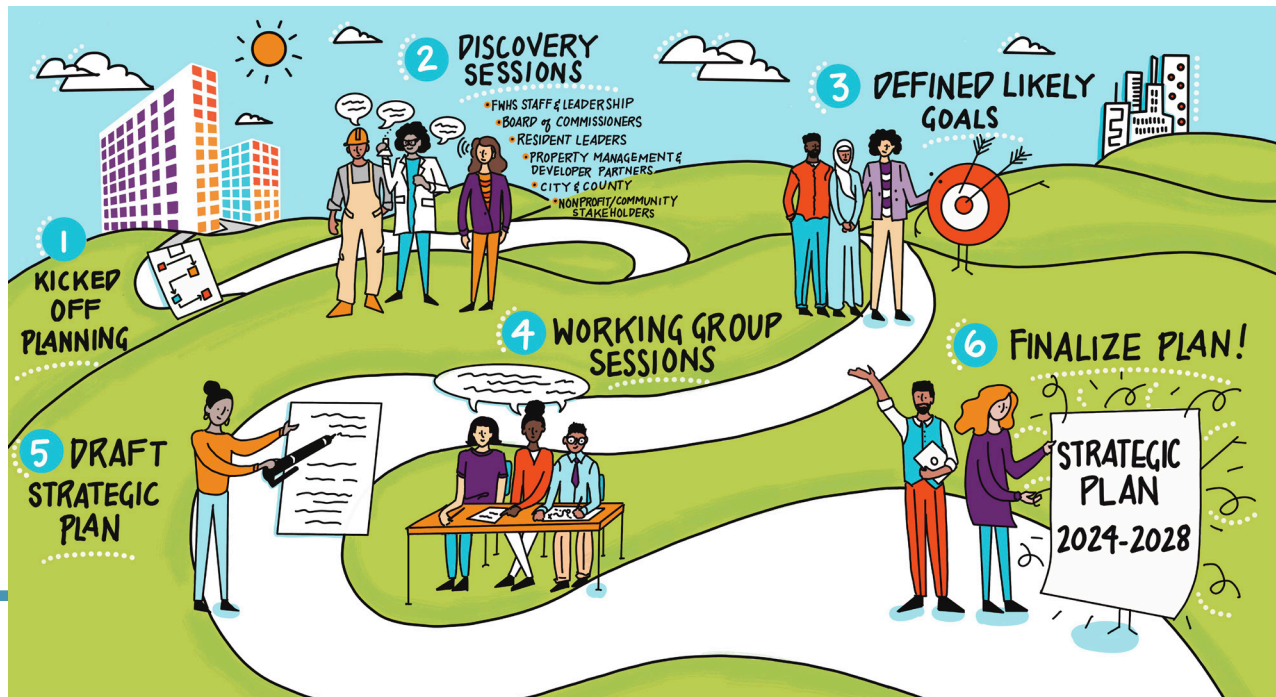 1
KICKED
OFF
PLANNING
2 DISCOVERY
SESSIONS
• FWHS STAFF & LEADERSHIP
• BOARD of COMMISSIONERS
• RESIDENT LEADERS
• PROPERTY MANAGEMENT &
DEVELOPER PARTNERS
• CITY & COUNTY
• NONPROFIT/COMMUNITY
STAKEHOLDERS
3 DEFINED LIKELY
GOALS
4 WORKING GROUP
SESSIONS
5 DRAFT
STRATEGIC
PLAN
6 FINALIZE PLAN!
STRATEGIC
PLAN
2024-2028